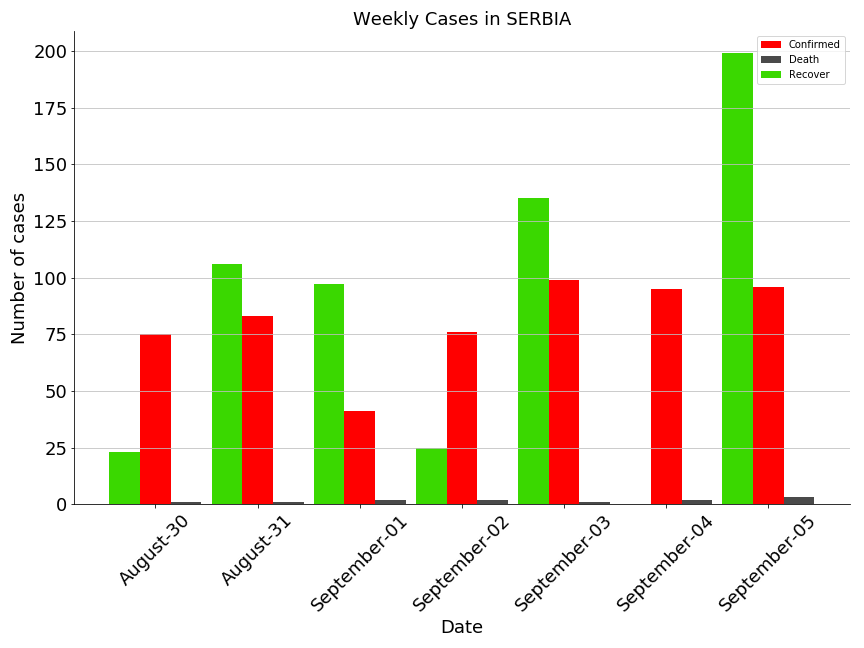 Weekly Cases in SERBIA
Confirmed
Death
Recover
Number of cases
200
175
150
125
100
75
50
25
0
August-30
August-31
September-01
September-02
September-03
September-04
September-05
Date